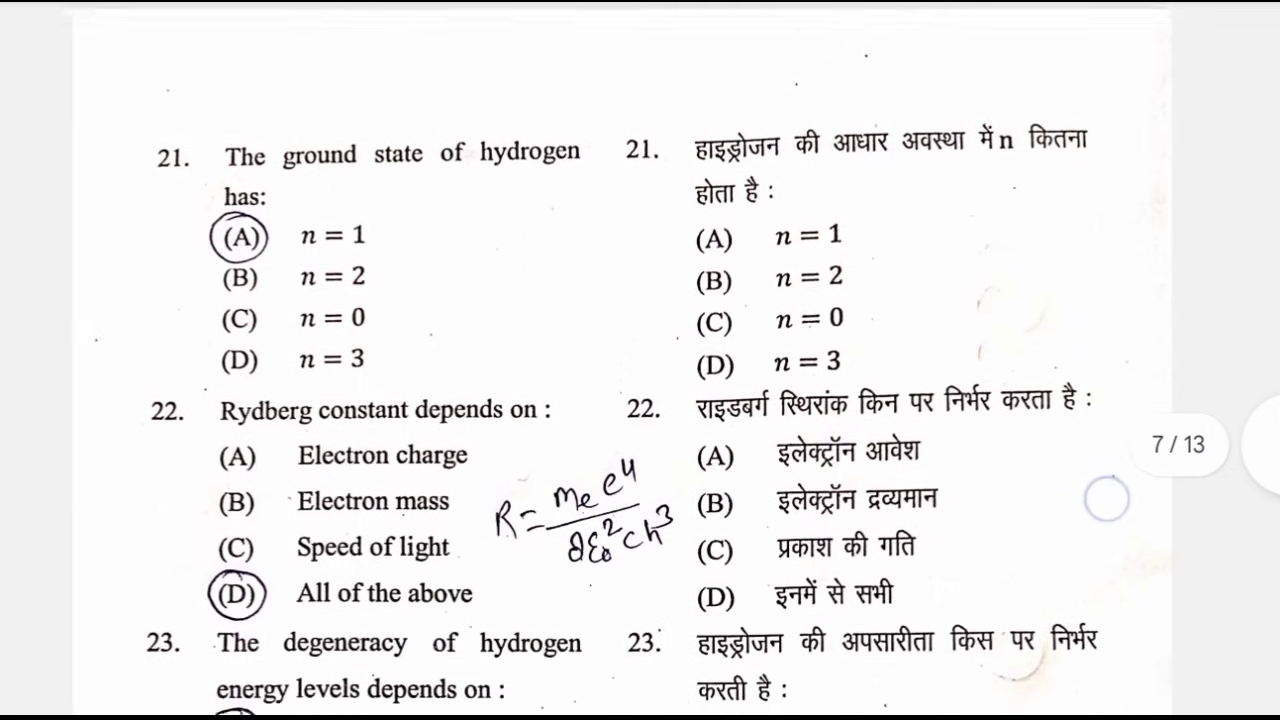 21. The ground state of hydrogen
has:
(A) n = 1
(B) n = 2
(C) n = 0
(D) n = 3
22. Rydberg constant depends on :
(A) Electron charge
(B) Electron mass
(C) Speed of light
(D) All of the above
R = mₑ e⁴
8ε₀² c h³
23. The degeneracy of hydrogen
energy levels depends on :
21. हाइड्रोजन की आधार अवस्था में n कितना
होता है :
(A) n = 1
(B) n = 2
(C) n = 0
(D) n = 3
22. राइडबर्ग स्थिरांक किन पर निर्भर करता है :
(A) इलेक्ट्रॉन आवेश
(B) इलेक्ट्रॉन द्रव्यमान
(C) प्रकाश की गति
(D) इनमें से सभी
23. हाइड्रोजन की अपसारीता किस पर निर्भर
करती है :
7 / 13